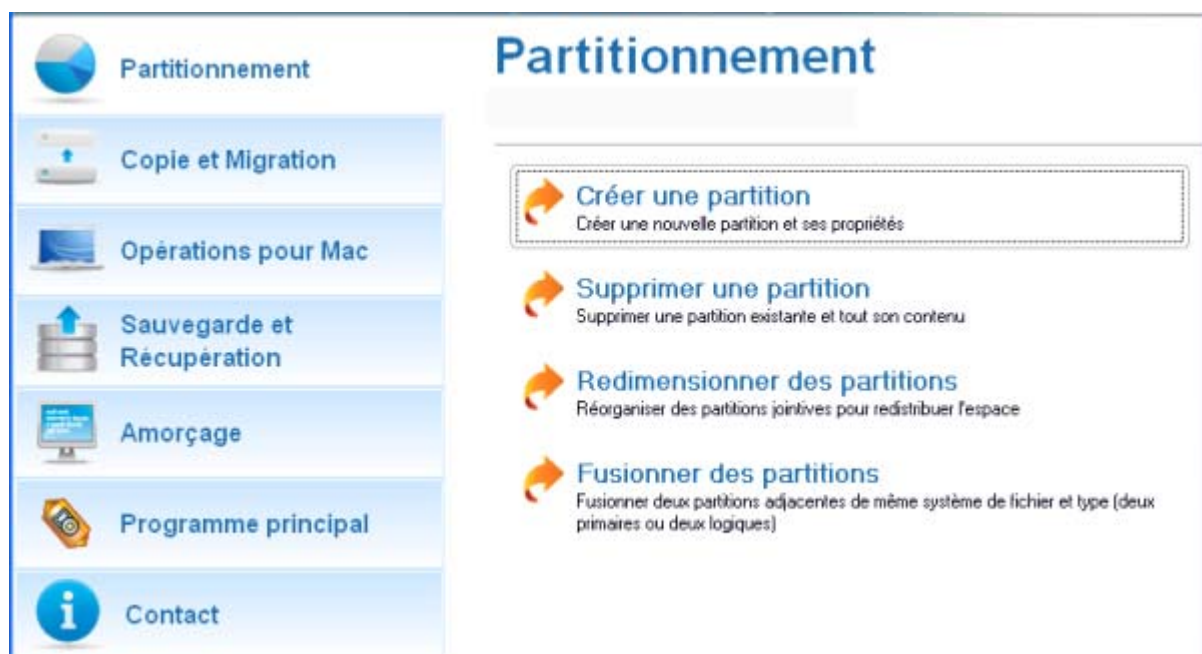 Partitionnement
Copie et Migration
Opérations pour Mac
Sauvegarde et
Récupération
Amorçage
Programme principal
Contact
Partitionnement
Créer une partition
Créer une nouvelle partition et ses propriétés
Supprimer une partition
Supprimer une partition existante et tout son contenu
Redimensionner des partitions
Réorganiser des partitions jointives pour redistribuer l'espace
Fusionner des partitions
Fusionner deux partitions adjacentes de même système de fichier et type (deux
primaires ou deux logiques)